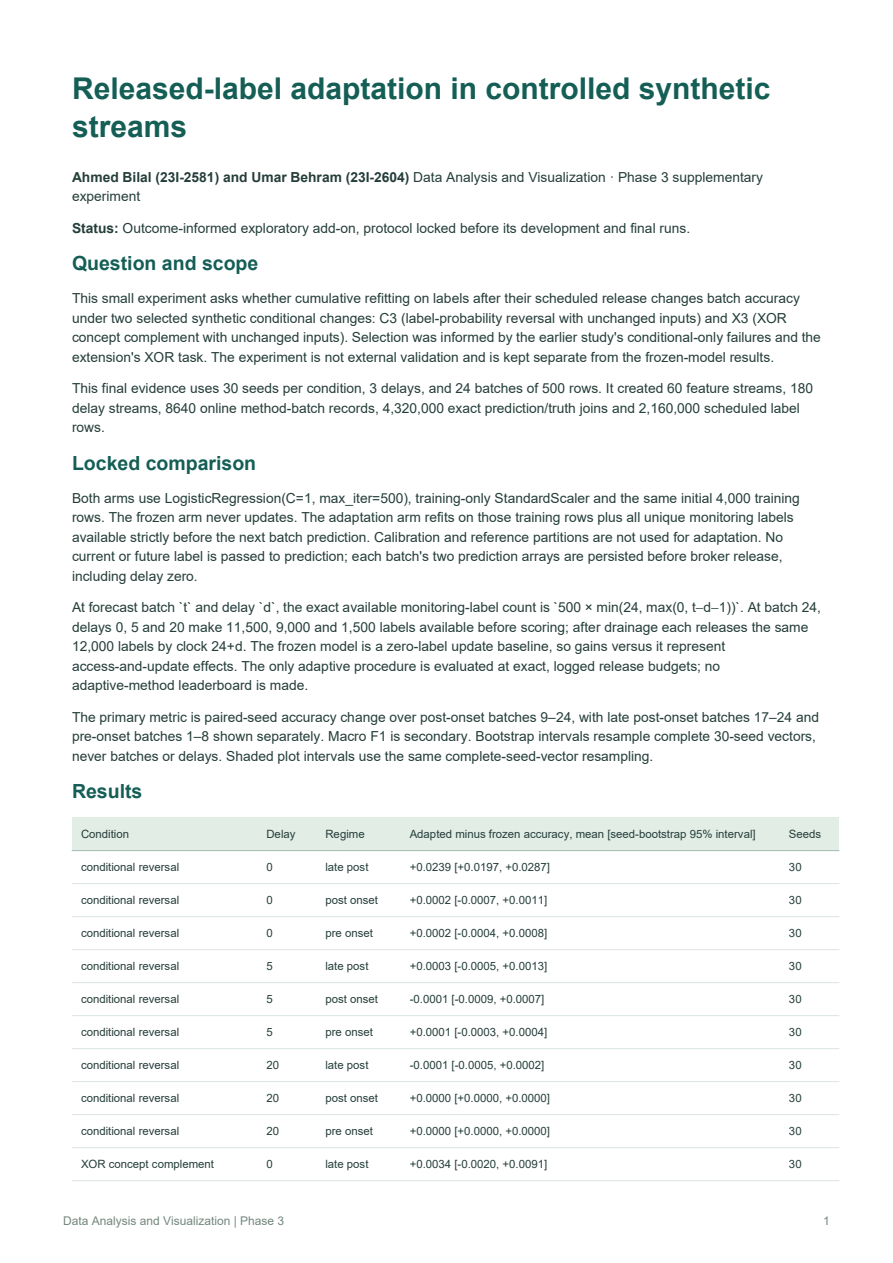 Released-label adaptation in controlled synthetic
streams
Ahmed Bilal (23I-2581) and Umar Behram (23I-2604) Data Analysis and Visualization · Phase 3 supplementary
experiment
Status: Outcome-informed exploratory add-on, protocol locked before its development and final runs.
Question and scope
This small experiment asks whether cumulative refitting on labels after their scheduled release changes batch accuracy
under two selected synthetic conditional changes: C3 (label-probability reversal with unchanged inputs) and X3 (XOR
concept complement with unchanged inputs). Selection was informed by the earlier study's conditional-only failures and the
extension's XOR task. The experiment is not external validation and is kept separate from the frozen-model results.
This final evidence uses 30 seeds per condition, 3 delays, and 24 batches of 500 rows. It created 60 feature streams, 180
delay streams, 8640 online method-batch records, 4,320,000 exact prediction/truth joins and 2,160,000 scheduled label
rows.
Locked comparison
Both arms use LogisticRegression(C=1, max_iter=500), training-only StandardScaler and the same initial 4,000 training
rows. The frozen arm never updates. The adaptation arm refits on those training rows plus all unique monitoring labels
available strictly before the next batch prediction. Calibration and reference partitions are not used for adaptation. No
current or future label is passed to prediction; each batch's two prediction arrays are persisted before broker release,
including delay zero.
At forecast batch `t` and delay `d`, the exact available monitoring-label count is `500 × min(24, max(0, t–d–1))`. At batch 24,
delays 0, 5 and 20 make 11,500, 9,000 and 1,500 labels available before scoring; after drainage each releases the same
12,000 labels by clock 24+d. The frozen model is a zero-label update baseline, so gains versus it represent
access-and-update effects. The only adaptive procedure is evaluated at exact, logged release budgets; no
adaptive-method leaderboard is made.
The primary metric is paired-seed accuracy change over post-onset batches 9–24, with late post-onset batches 17–24 and
pre-onset batches 1–8 shown separately. Macro F1 is secondary. Bootstrap intervals resample complete 30-seed vectors,
never batches or delays. Shaded plot intervals use the same complete-seed-vector resampling.
Results
Condition Delay Regime Adapted minus frozen accuracy, mean [seed-bootstrap 95% interval] Seeds
conditional reversal 0 late post +0.0239 [+0.0197, +0.0287] 30
conditional reversal 0 post onset +0.0002 [-0.0007, +0.0011] 30
conditional reversal 0 pre onset +0.0002 [-0.0004, +0.0008] 30
conditional reversal 5 late post +0.0003 [-0.0005, +0.0013] 30
conditional reversal 5 post onset -0.0001 [-0.0009, +0.0007] 30
conditional reversal 5 pre onset +0.0001 [-0.0003, +0.0004] 30
conditional reversal 20 late post -0.0001 [-0.0005, +0.0002] 30
conditional reversal 20 post onset +0.0000 [+0.0000, +0.0000] 30
conditional reversal 20 pre onset +0.0000 [+0.0000, +0.0000] 30
XOR concept complement 0 late post +0.0034 [-0.0020, +0.0091] 30
Data Analysis and Visualization | Phase 3 1